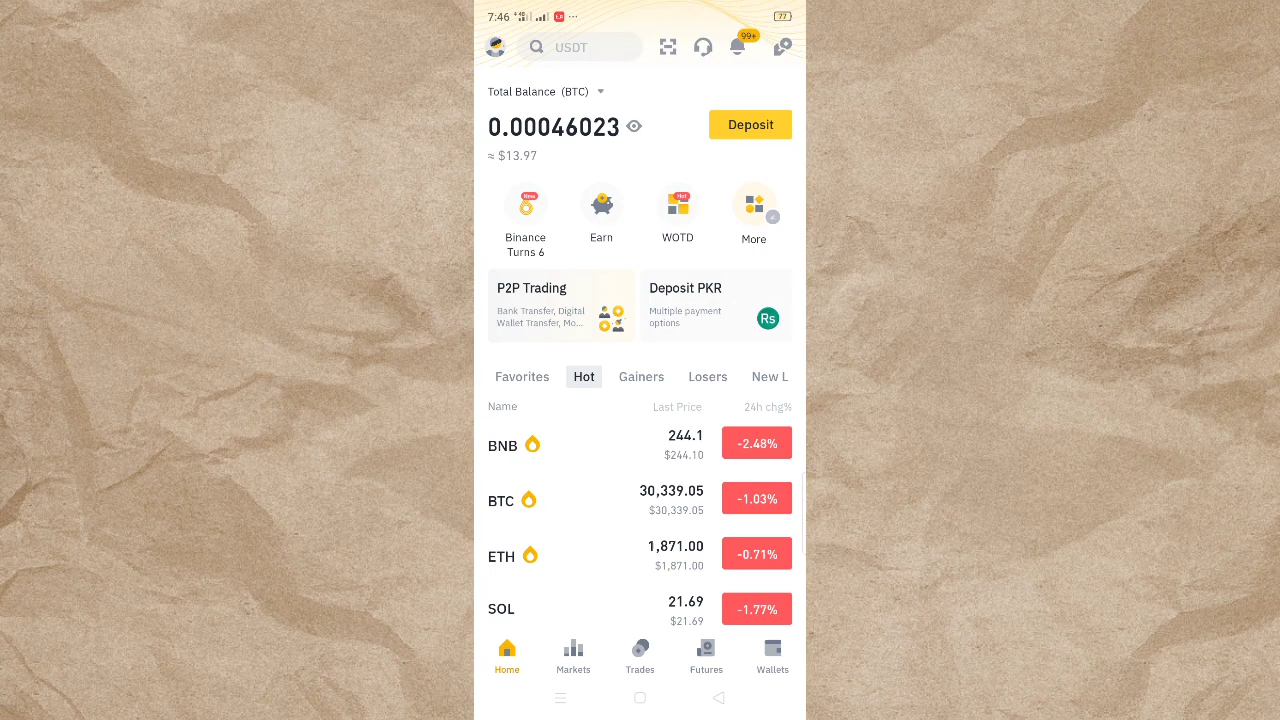 7:46 77
USDT 99+
Total Balance (BTC)
0.00046023 Deposit
≈ $13.97
New Hot
Binance Earn WOTD More
Turns 6
P2P Trading Deposit PKR
Bank Transfer, Digital Multiple payment
Wallet Transfer, Mo... options
Rs
Favorites Hot Gainers Losers New L
Name Last Price 24h chg%
BNB 244.1 -2.48%
$244.10
BTC 30,339.05 -1.03%
$30,339.05
ETH 1,871.00 -0.71%
$1,871.00
SOL 21.69 -1.77%
$21.69
Home Markets Trades Futures Wallets